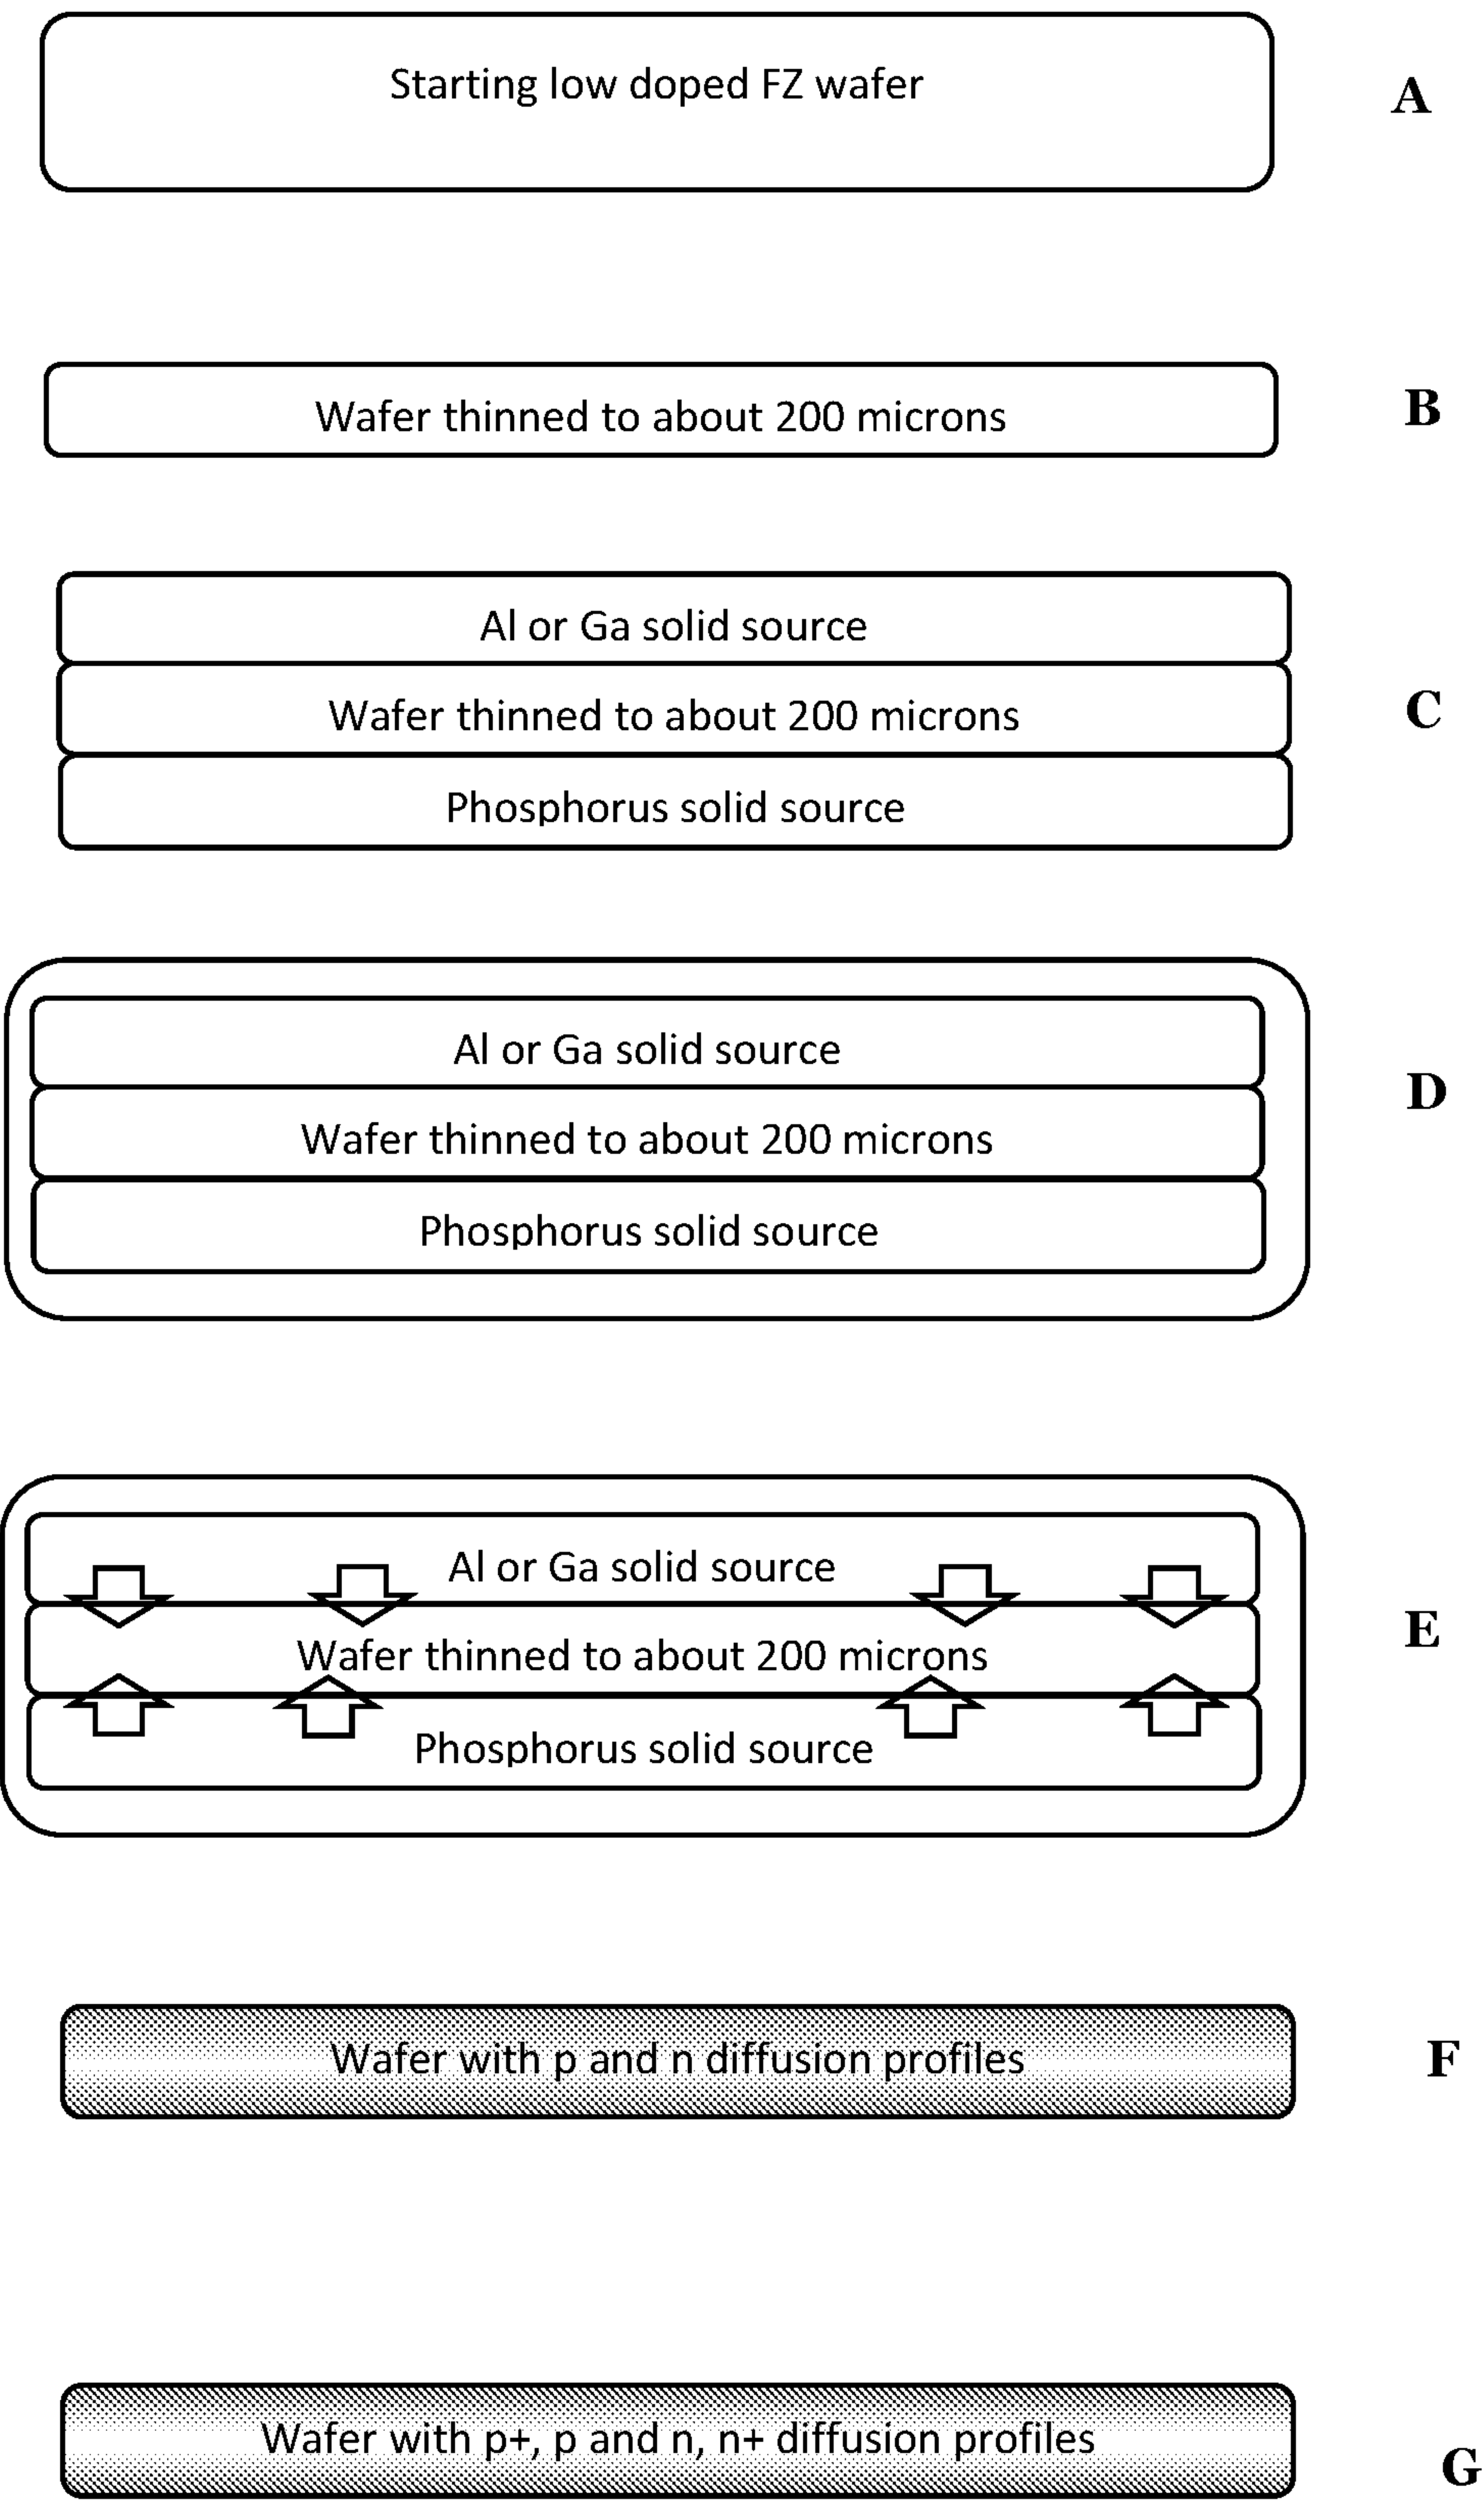 Starting low doped FZ wafer
A
Wafer thinned to about 200 microns
B
Al or Ga solid source
Wafer thinned to about 200 microns
C
Phosphorus solid source
Al or Ga solid source
D
Wafer thinned to about 200 microns
Phosphorus solid source
Al or Ga solid source
E
Wafer thinned to about 200 microns
Phosphorus solid source
Wafer with p and n diffusion profiles
F
Wafer with p+, p and n, n+ diffusion profiles
G